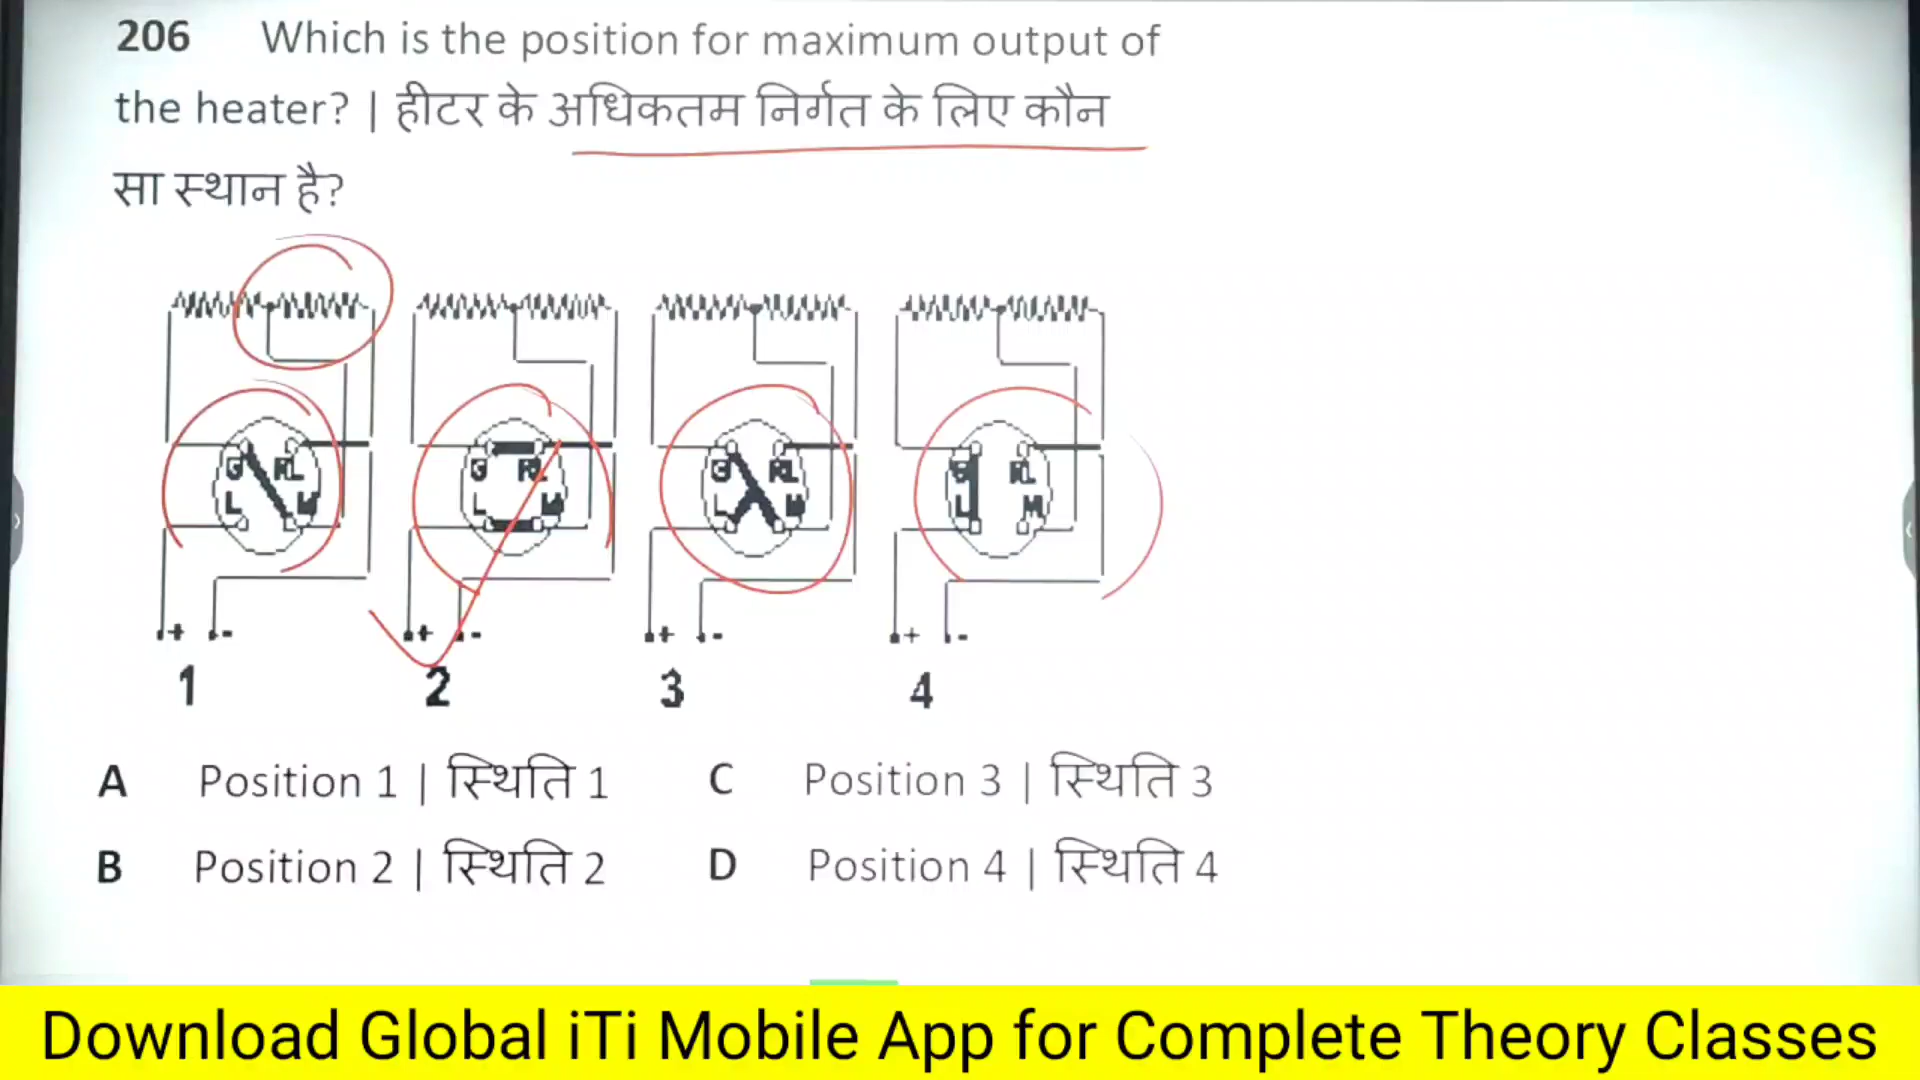 206 Which is the position for maximum output of
the heater? | हीटर के अधिकतम निर्गत के लिए कौन
सा स्थान है?
G RL G RL G RL RL
L M L M L M L M
+ - + - + - + -
1 2 3 4
A Position 1 | स्थिति 1 C Position 3 | स्थिति 3
B Position 2 | स्थिति 2 D Position 4 | स्थिति 4
Download Global iTi Mobile App for Complete Theory Classes